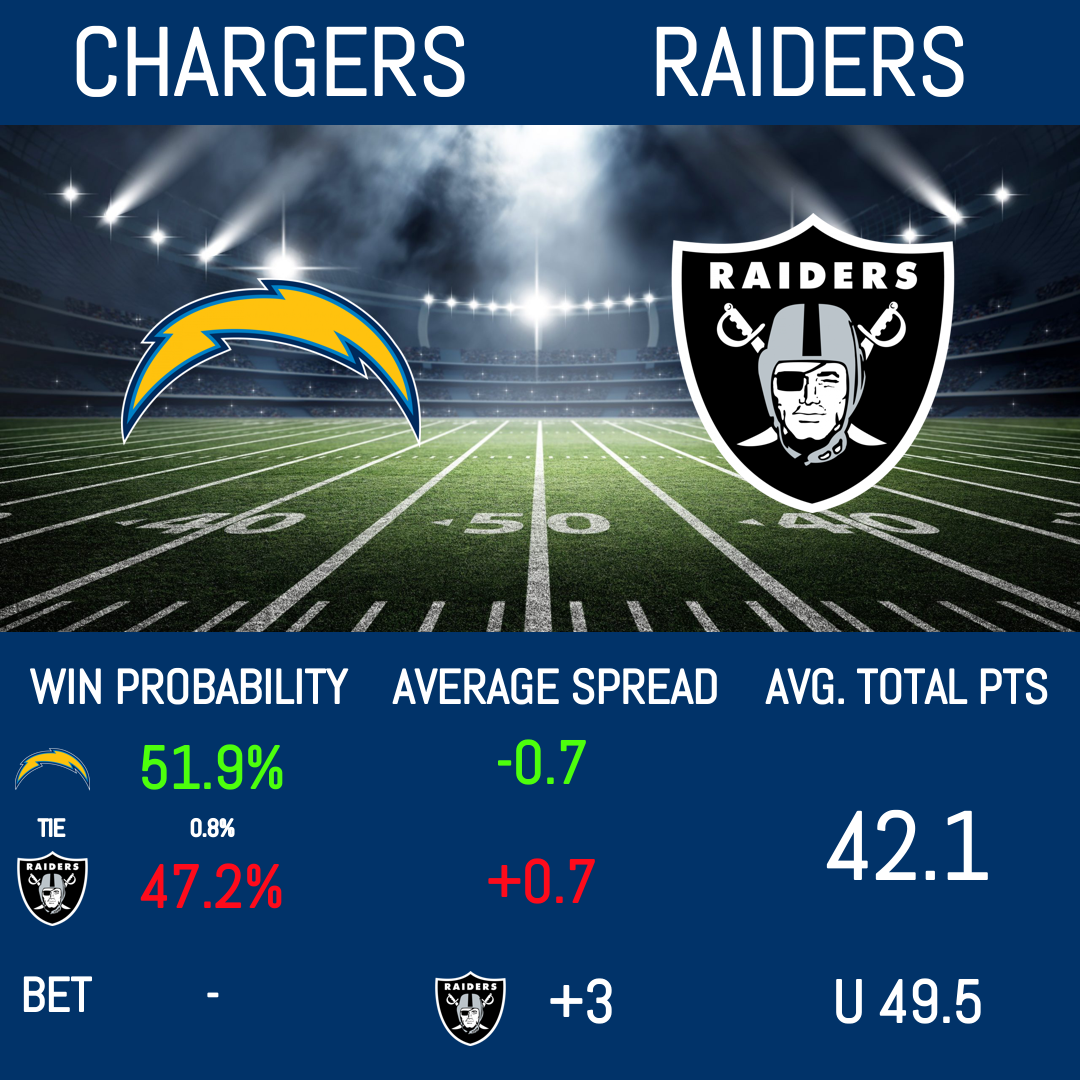 CHARGERS RAIDERS
RAIDERS
40 50 40
WIN PROBABILITY AVERAGE SPREAD AVG. TOTAL PTS
51.9% -0.7
TIE 0.8%
42.1
RAIDERS
47.2% +0.7
BET - RAIDERS +3 U 49.5